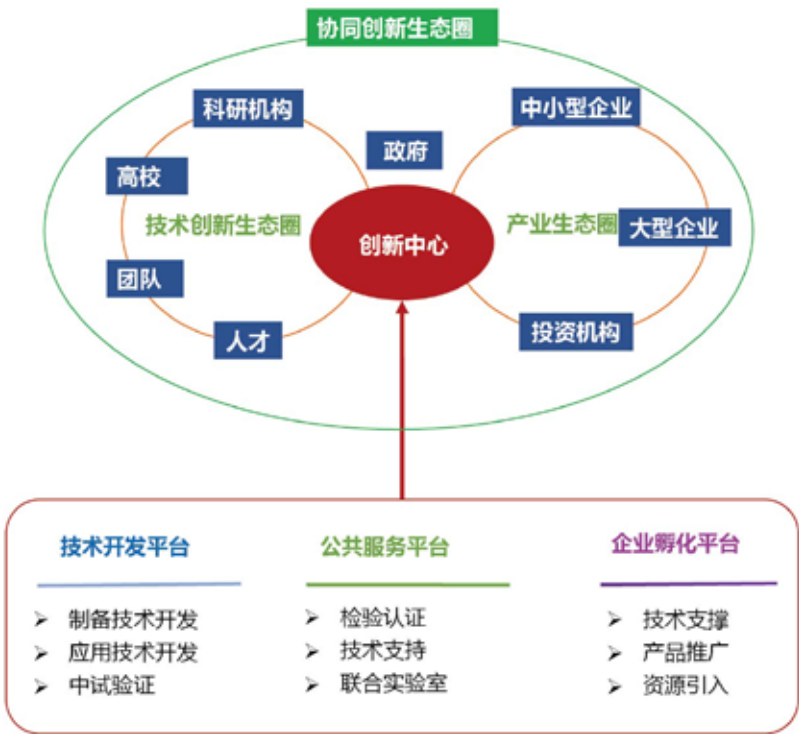 协同创新生态圈
科研机构
中小型企业
政府
高校
技术创新生态圈
创新中心
产业生态圈
大型企业
团队
人才
投资机构
技术开发平台
制备技术开发
应用技术开发
中试验证
公共服务平台
检验认证
技术支持
联合实验室
企业孵化平台
技术支撑
产品推广
资源引入